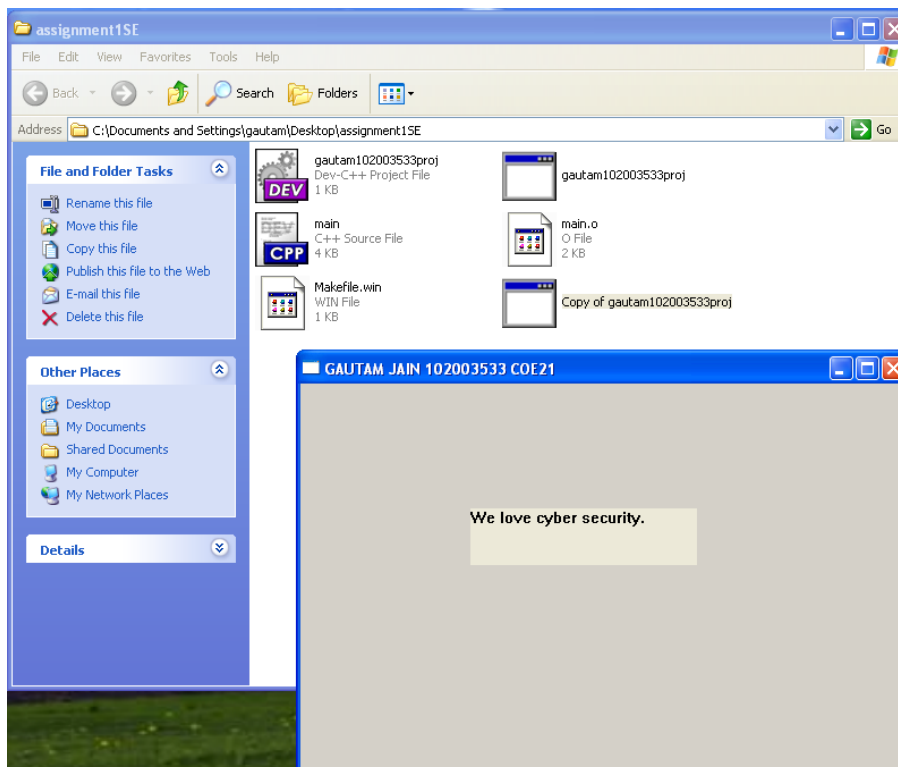 assignment1SE
File Edit View Favorites Tools Help
Back Search Folders
Address C:\Documents and Settings\gautam\Desktop\assignment1SE Go
File and Folder Tasks
Rename this file
Move this file
Copy this file
Publish this file to the Web
E-mail this file
Delete this file
Other Places
Desktop
My Documents
Shared Documents
My Computer
My Network Places
Details
gautam102003533proj
Dev-C++ Project File
1 KB
DEV
gautam102003533proj
main
C++ Source File
4 KB
DEV
CPP
main.o
O File
2 KB
Makefile.win
WIN File
1 KB
Copy of gautam102003533proj
GAUTAM JAIN 102003533 COE21
We love cyber security.